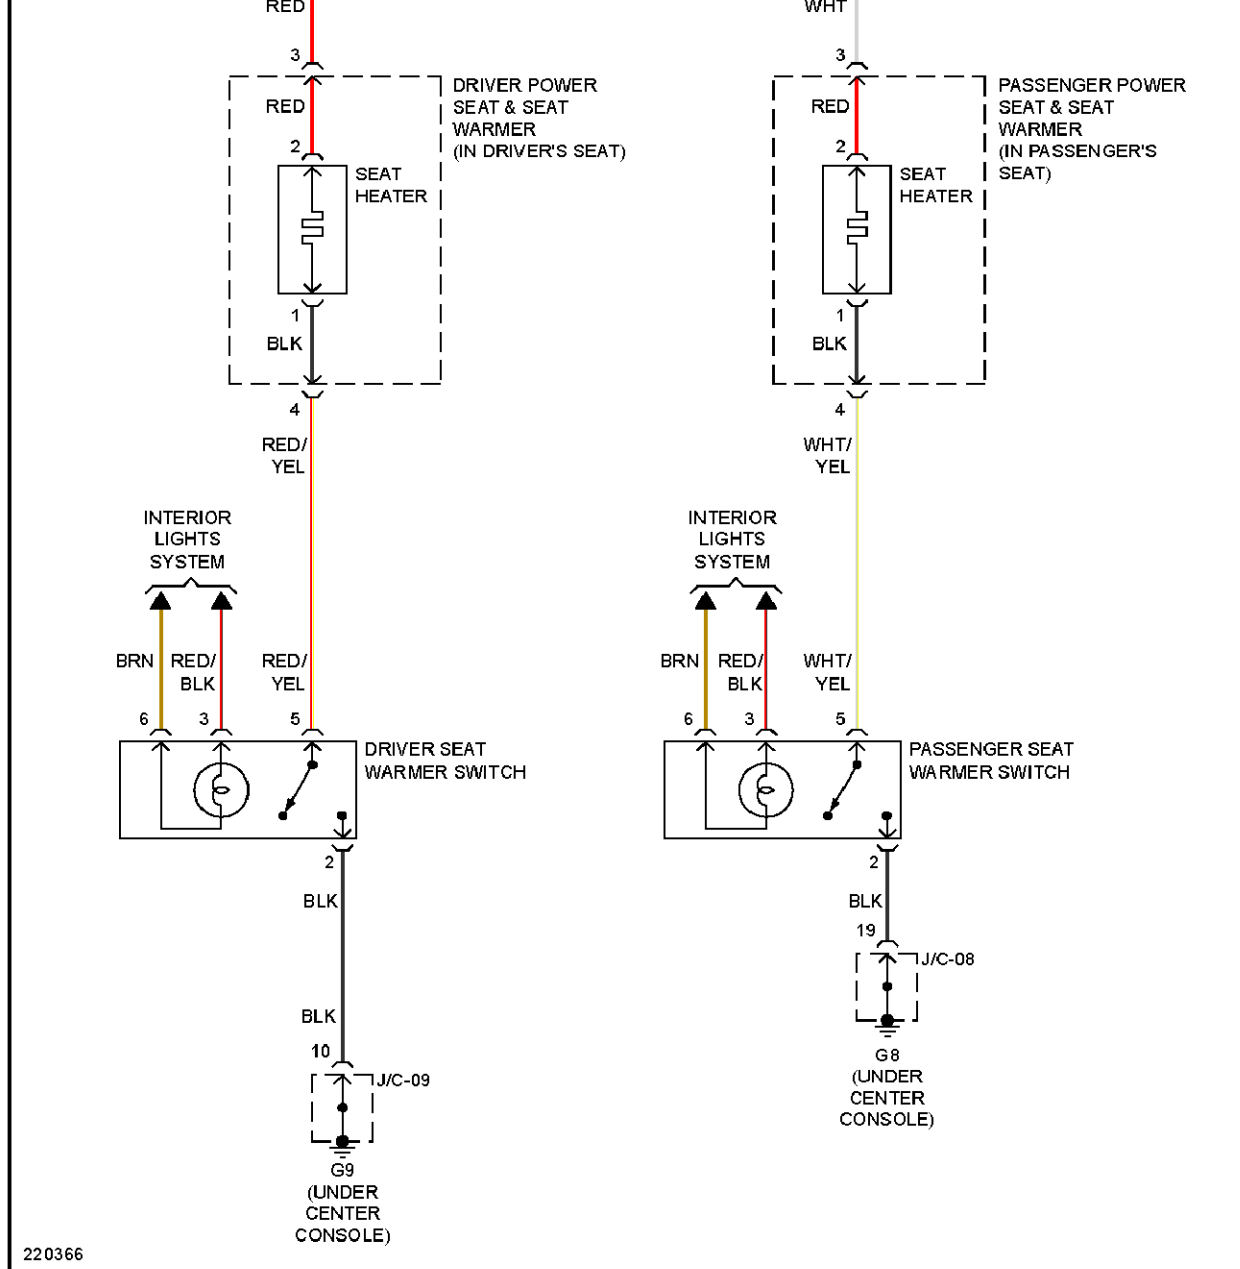 RED
3
RED
2
DRIVER POWER
SEAT & SEAT
WARMER
(IN DRIVER'S SEAT)
SEAT
HEATER
1
BLK
4
RED/
YEL
INTERIOR
LIGHTS
SYSTEM
BRN
RED/
BLK
RED/
YEL
6
3
5
DRIVER SEAT
WARMER SWITCH
2
BLK
BLK
10
J/C-09
G9
(UNDER
CENTER
CONSOLE)
WHT
3
RED
2
PASSENGER POWER
SEAT & SEAT
WARMER
(IN PASSENGER'S
SEAT)
SEAT
HEATER
1
BLK
4
WHT/
YEL
INTERIOR
LIGHTS
SYSTEM
BRN
RED/
BLK
WHT/
YEL
6
3
5
PASSENGER SEAT
WARMER SWITCH
2
BLK
19
J/C-08
G8
(UNDER
CENTER
CONSOLE)
220366